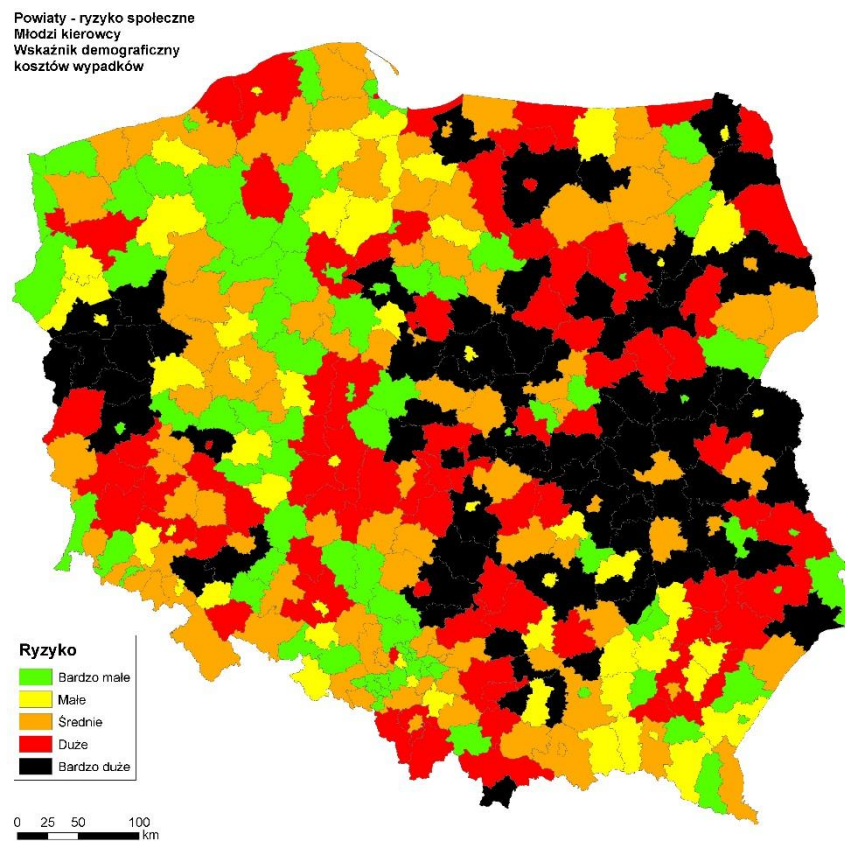 Powiaty - ryzyko społeczne
Młodzi kierowcy
Wskaźnik demograficzny
kosztów wypadków
Ryzyko
Bardzo małe
Małe
Średnie
Duże
Bardzo duże
0 25 50 100
km